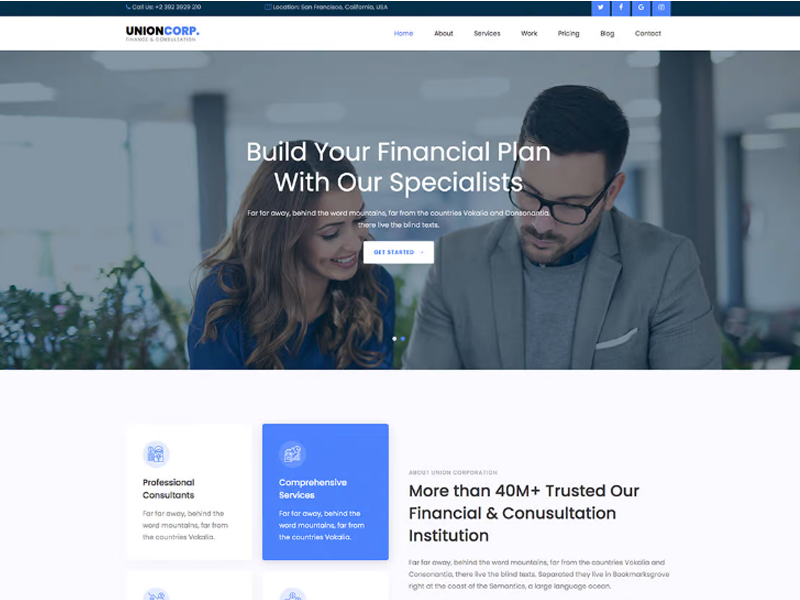 Call Us: +2 392 3929 210
Location: San Francisco, California, USA
UNIONCORP.
FINANCE & CONSULTATION
Home About Services Work Pricing Blog Contact
Build Your Financial Plan
With Our Specialists
Far far away, behind the word mountains, far from the countries Vokalia and Consonantia,
there live the blind texts.
GET STARTED
Professional
Consultants
Far far away, behind the
word mountains, far from
the countries Vokalia.
Comprehensive
Services
Far far away, behind the
word mountains, far from
the countries Vokalia.
ABOUT UNION CORPORATION
More than 40M+ Trusted Our
Financial & Conusultation
Institution
Far far away, behind the word mountains, far from the countries Vokalia and
Consonantia, there live the blind texts. Separated they live in Bookmarksgrove
right at the coast of the Semantics, a large language ocean.